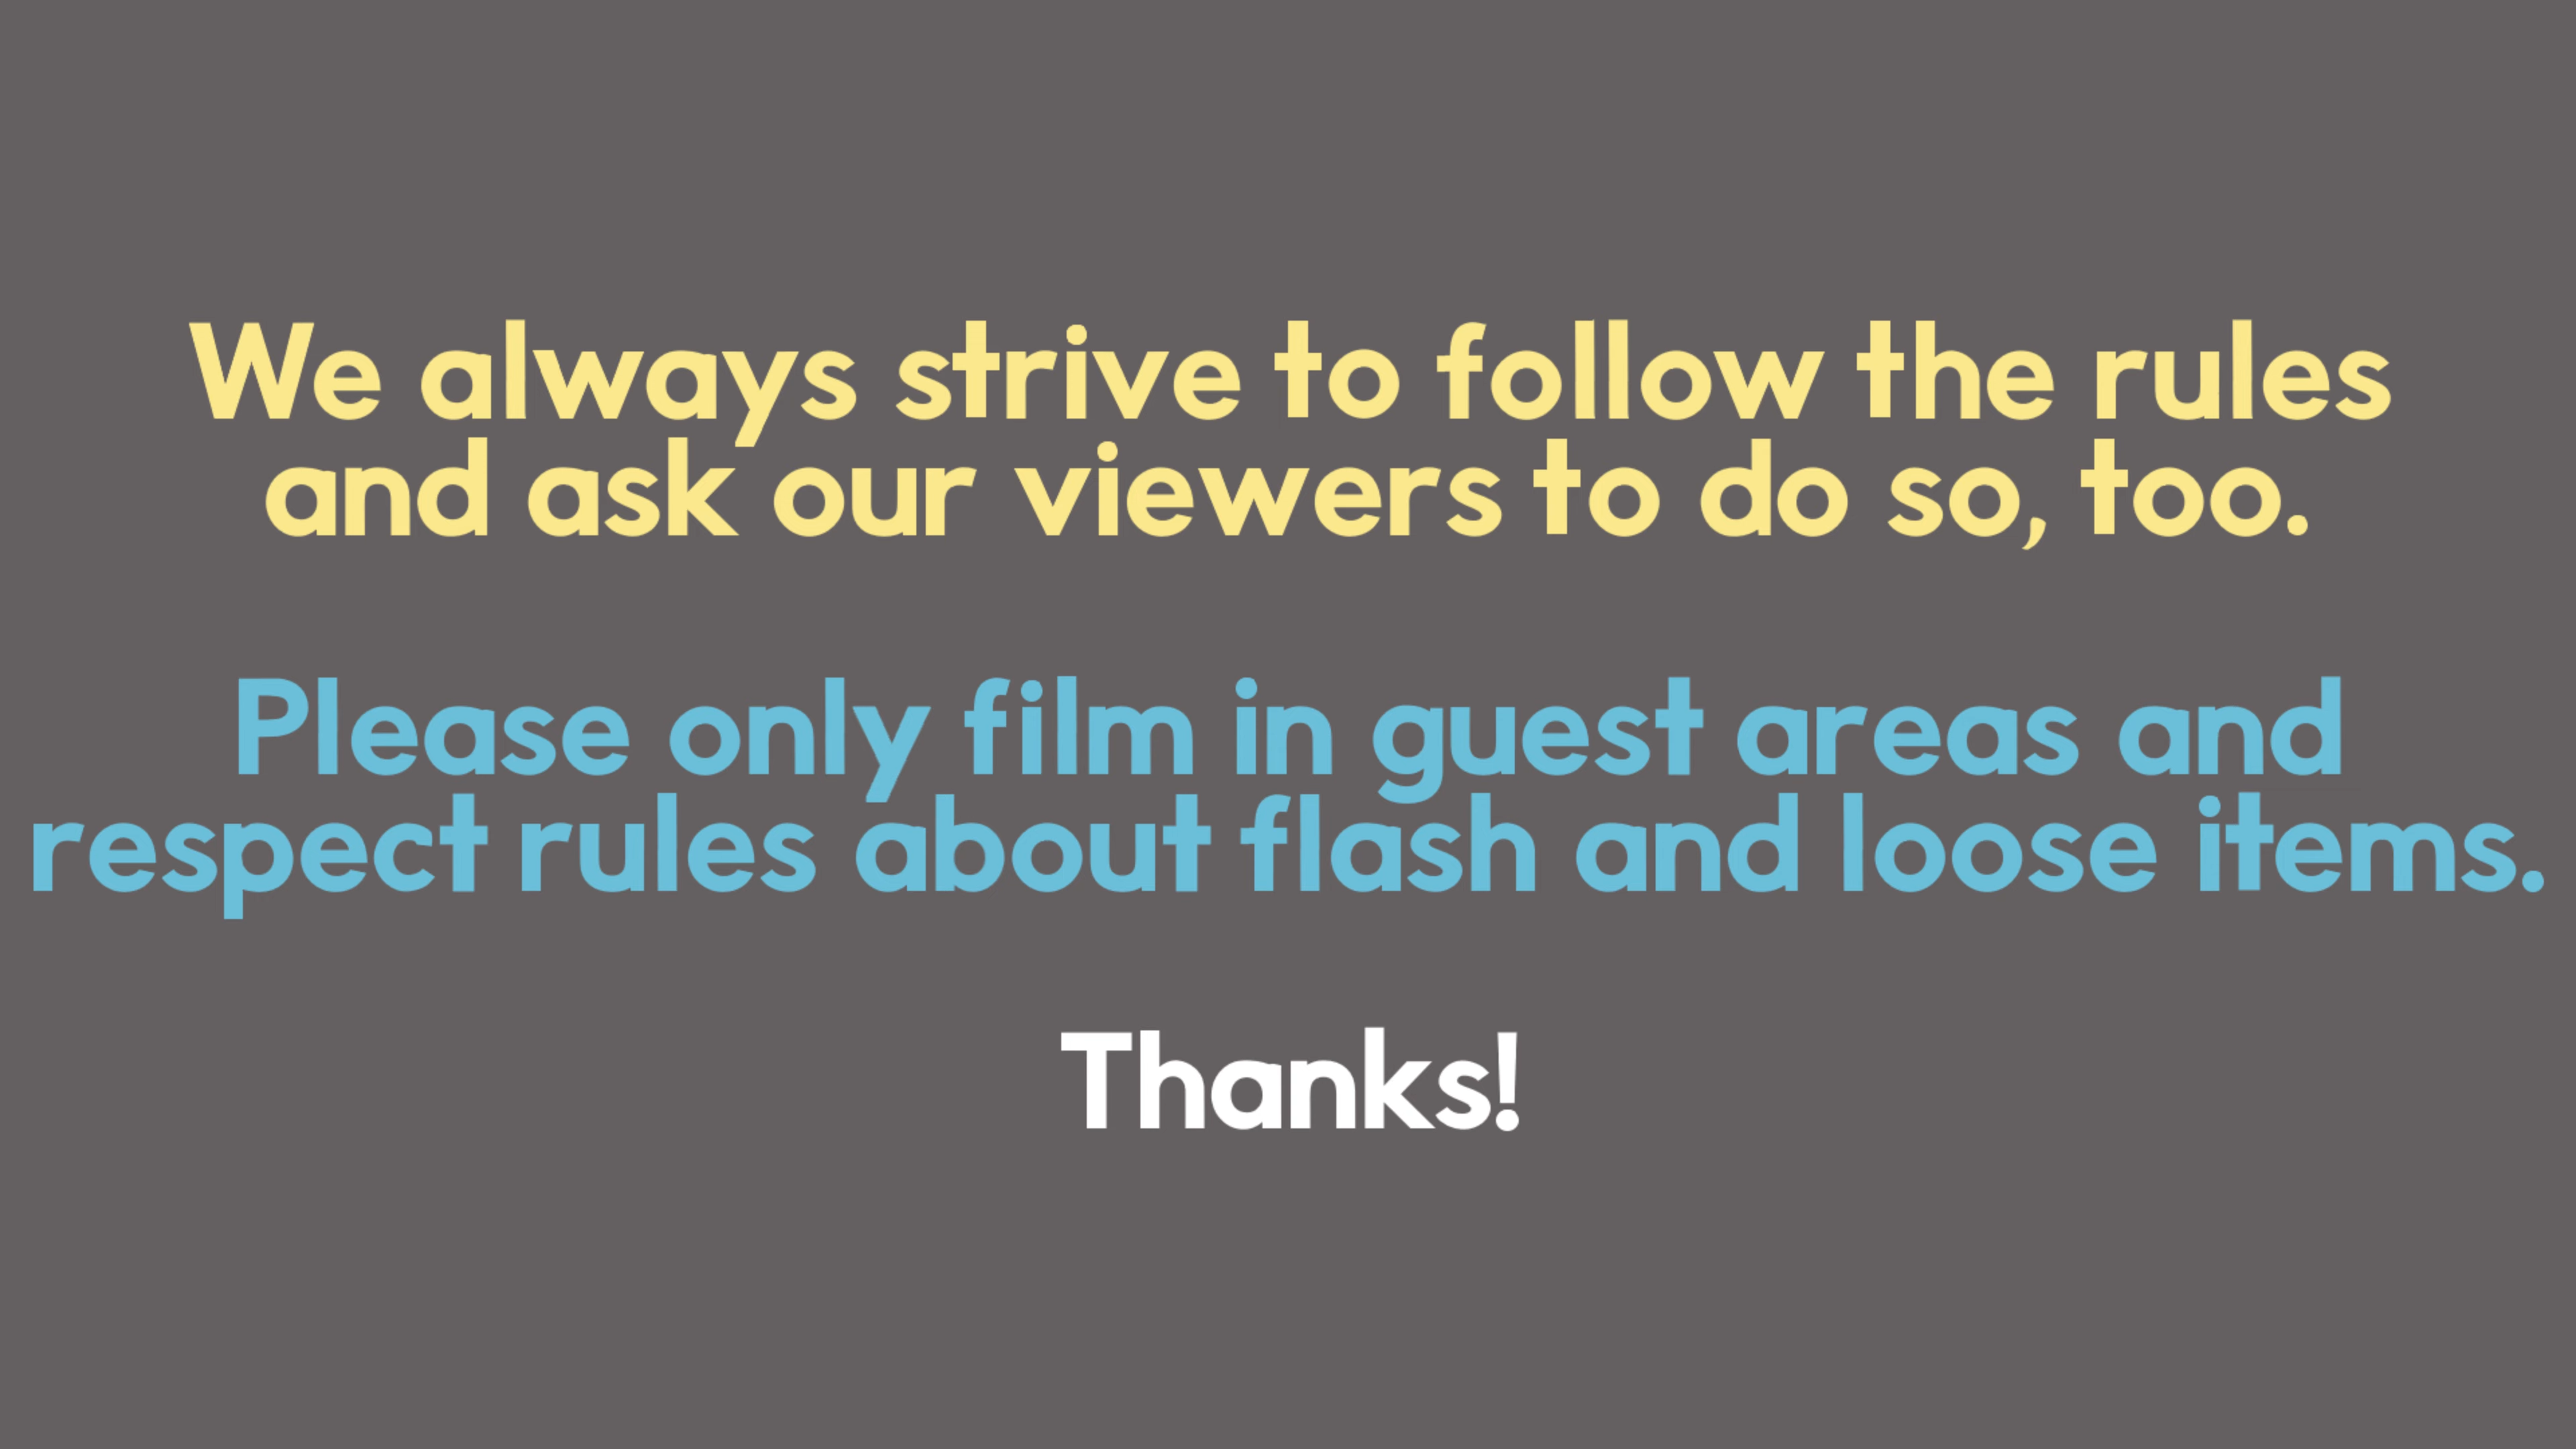 We always strive to follow the rules
and ask our viewers to do so, too.
Please only film in guest areas and
respect rules about flash and loose items.
Thanks!